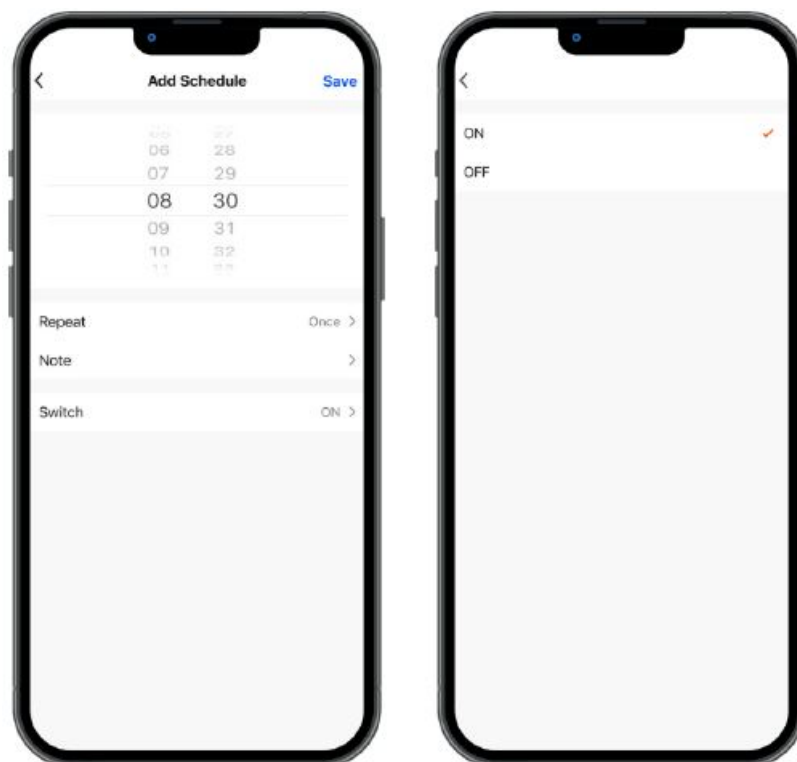 Add Schedule Save
06 28
07 29
08 30
09 31
10 32
Repeat Once
Note
Switch ON
ON
OFF